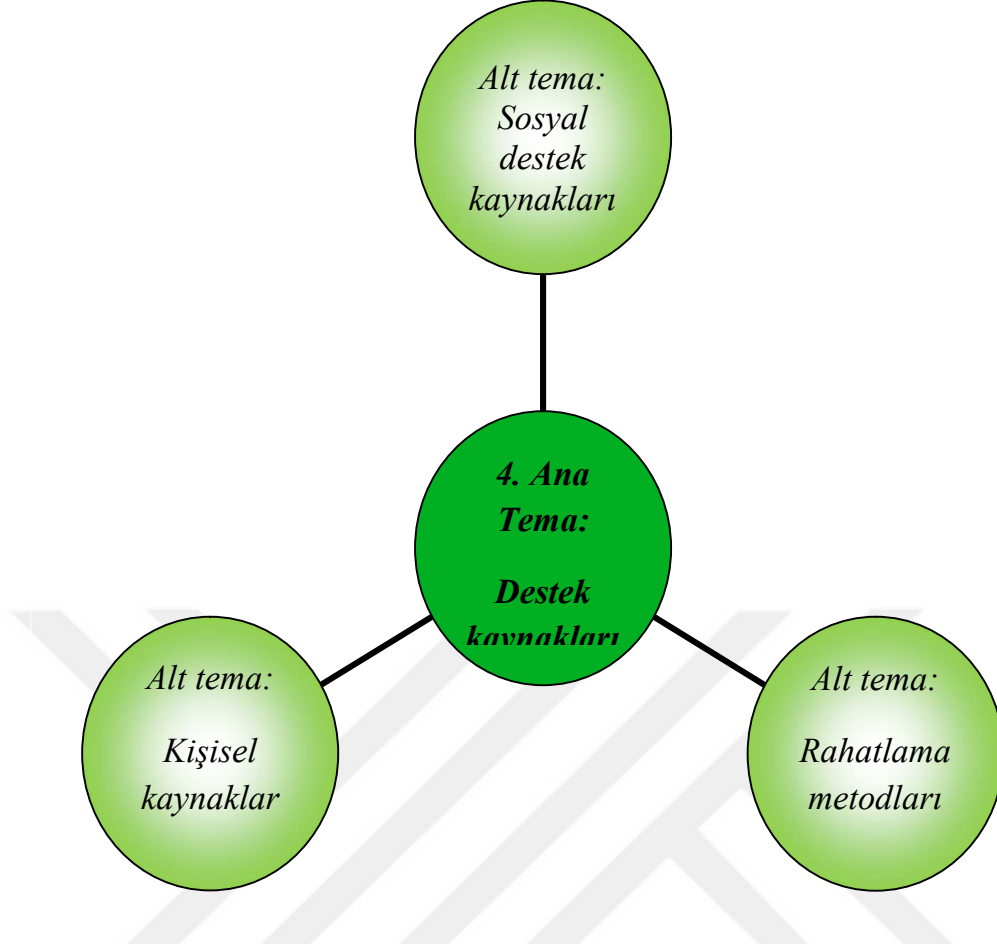 Alt tema:
Sosyal
destek
kaynakları
4. Ana
Tema:
Destek
kaynakları
Alt tema:
Kişisel
kaynaklar
Alt tema:
Rahatlama
metodları